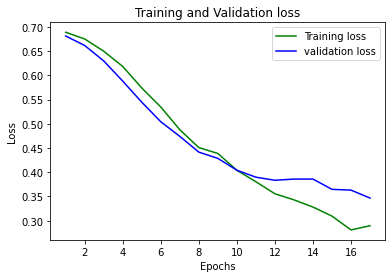 Training and Validation loss
Training loss
validation loss
Loss
0.70
0.65
0.60
0.55
0.50
0.45
0.40
0.35
0.30
2 4 6 8 10 12 14 16
Epochs